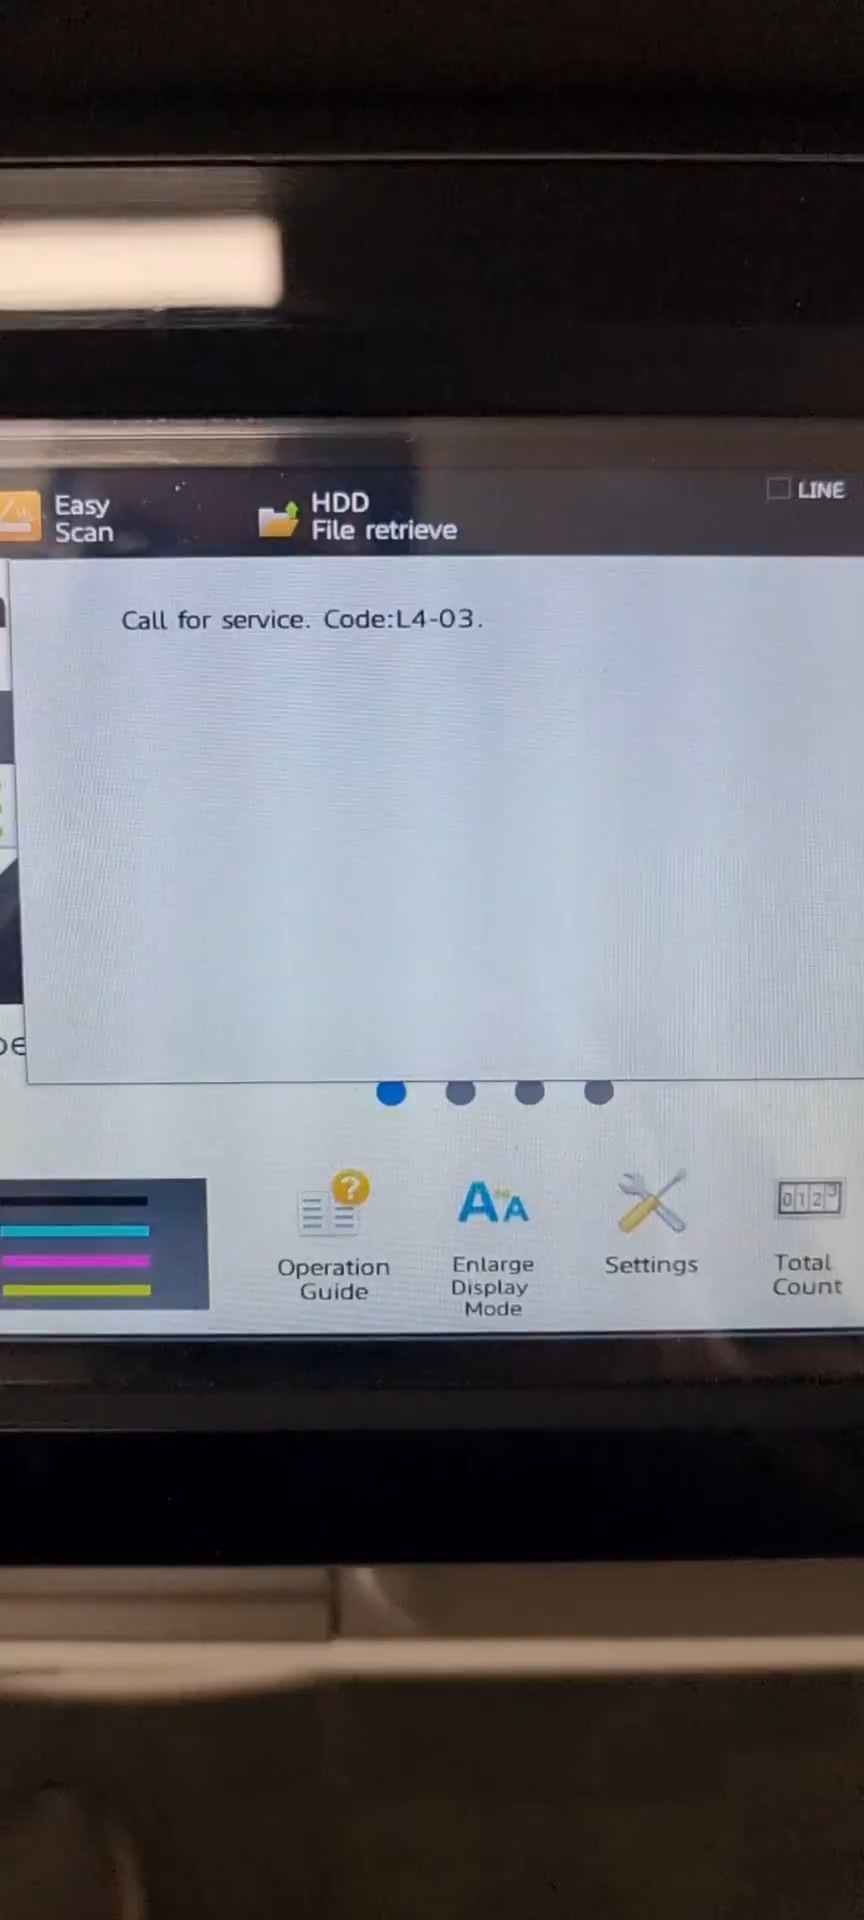 Easy
Scan
HDD
File retrieve
LINE
Call for service. Code:L4-03.
Operation
Guide
Enlarge
Display
Mode
Settings
0123
Total
Count